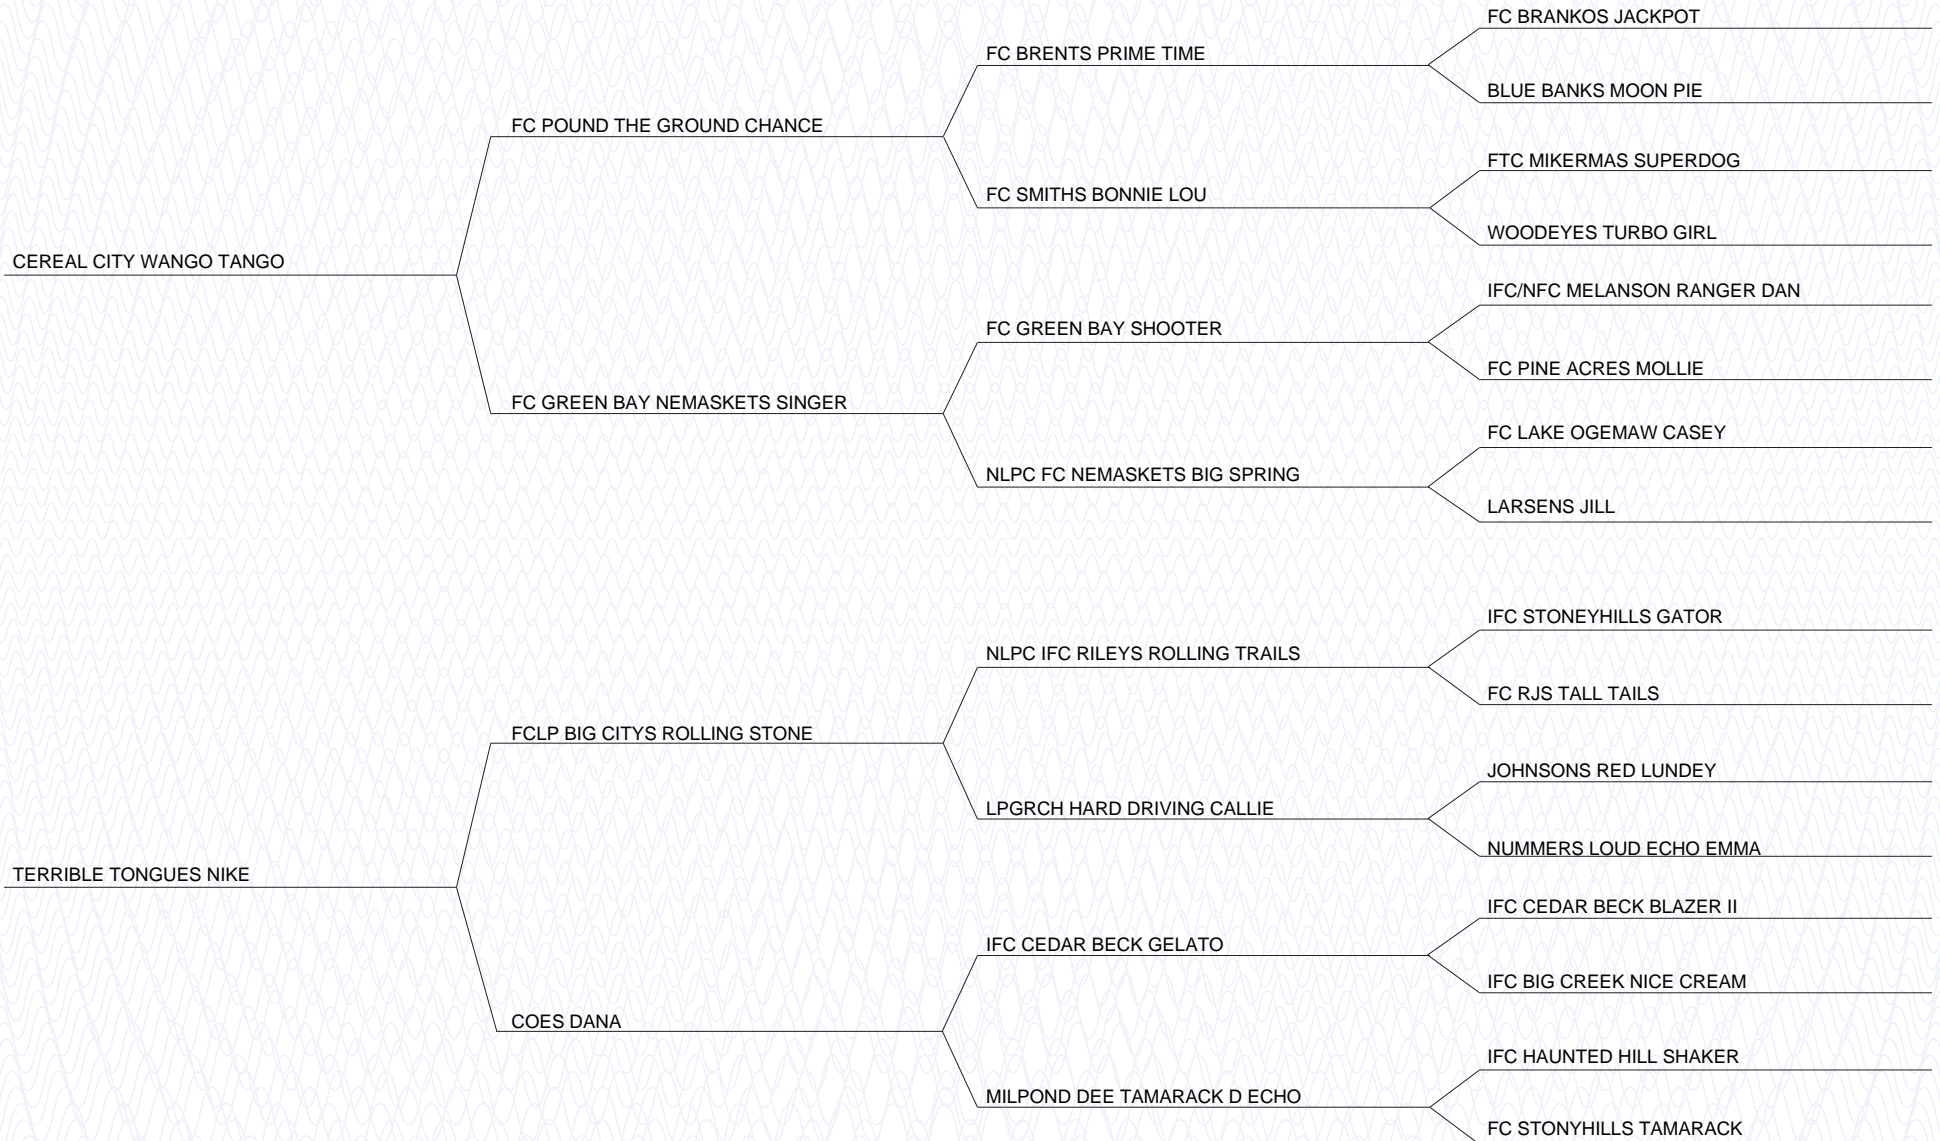 FC BRANKOS JACKPOT
FC BRENTS PRIME TIME
BLUE BANKS MOON PIE
FC POUND THE GROUND CHANCE
FTC MIKERMAS SUPERDOG
FC SMITHS BONNIE LOU
WOODEYES TURBO GIRL
CEREAL CITY WANGO TANGO
IFC/NFC MELANSON RANGER DAN
FC GREEN BAY SHOOTER
FC PINE ACRES MOLLIE
FC GREEN BAY NEMASKETS SINGER
FC LAKE OGEMAW CASEY
NLPC FC NEMASKETS BIG SPRING
LARSENS JILL
IFC STONEYHILLS GATOR
NLPC IFC RILEYS ROLLING TRAILS
FC RJS TALL TAILS
FCLP BIG CITYS ROLLING STONE
JOHNSONS RED LUNDEY
LPGRCH HARD DRIVING CALLIE
NUMMERS LOUD ECHO EMMA
TERRIBLE TONGUES NIKE
IFC CEDAR BECK BLAZER II
IFC CEDAR BECK GELATO
IFC BIG CREEK NICE CREAM
COES DANA
IFC HAUNTED HILL SHAKER
MILPOND DEE TAMARACK D ECHO
FC STONYHILLS TAMARACK